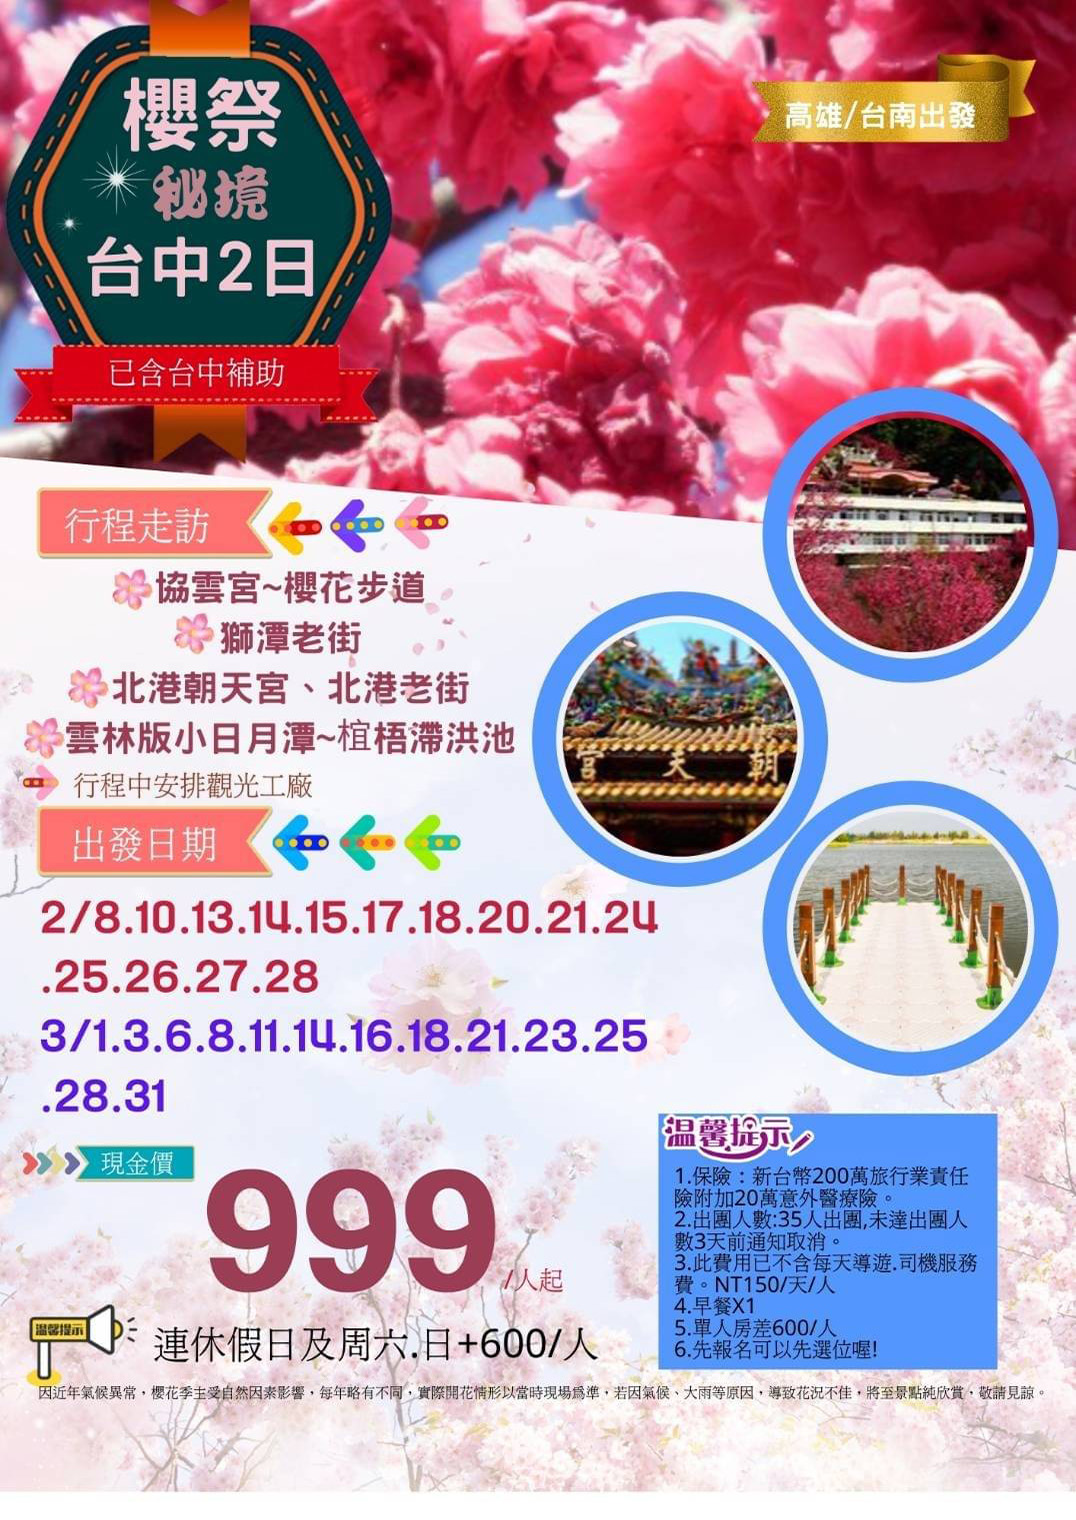 櫻祭
秘境
台中2日
已含台中補助
高雄/台南出發
行程走訪
協雲宮~櫻花步道
獅潭老街
北港朝天宮、北港老街
雲林版小日月潭~椬梧滯洪池
行程中安排觀光工廠
宮天朝
出發日期
2/8.10.13.14.15.17.18.20.21.24
.25.26.27.28
3/1.3.6.8.11.14.16.18.21.23.25
.28.31
現金價
999
/人起
溫馨提示
連休假日及周六.日+600/人
溫馨提示
1.保險：新台幣200萬旅行業責任
險附加20萬意外醫療險。
2.出團人數:35人出團,未達出團人
數3天前通知取消。
3.此費用已不含每天導遊.司機服務
費。NT150/天/人
4.早餐X1
5.單人房差600/人
6.先報名可以先選位喔!
因近年氣候異常，櫻花季主受自然因素影響，每年略有不同，實際開花情形以當時現場為準，若因氣候、大雨等原因，導致花況不佳，將至景點純欣賞，敬請見諒。